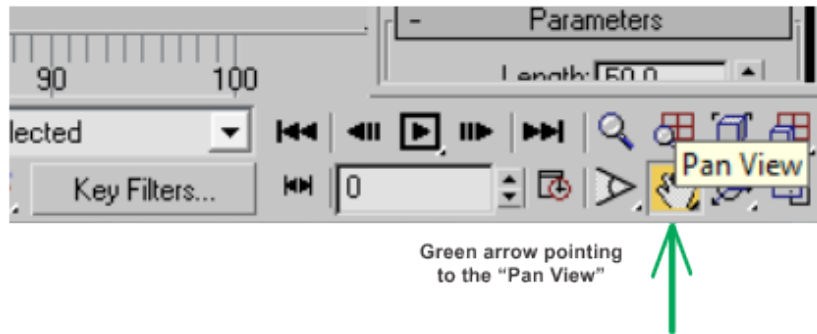 - Parameters
Length: 50.0
90 100
lected
Pan View
Key Filters... 0
Green arrow pointing
to the “Pan View”